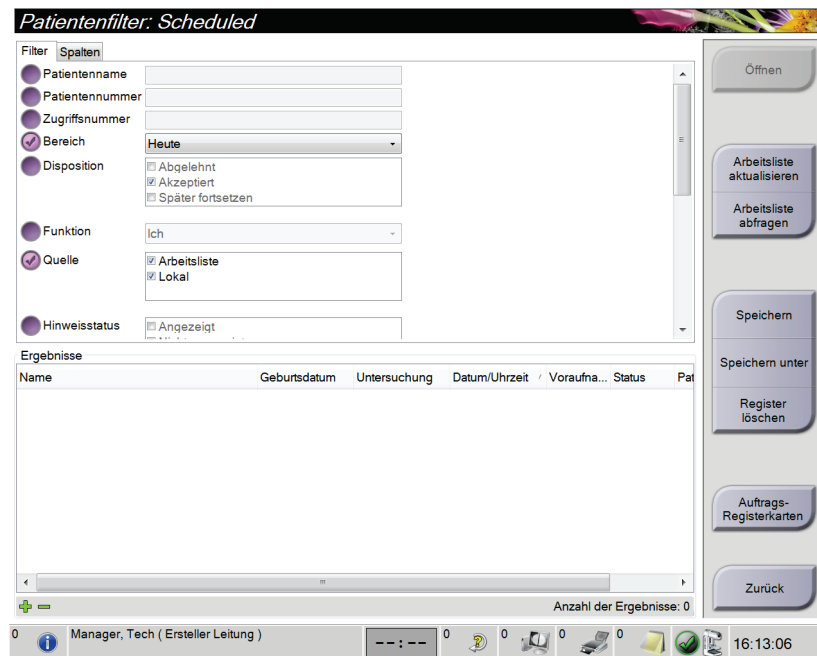 Patientenfilter: Scheduled
Filter Spalten
Patientenname
Patientennummer
Zugriffsnummer
Bereich Heute
Disposition Abgelehnt
Akzeptiert
Später fortsetzen
Funktion Ich
Quelle Arbeitsliste
Lokal
Hinweisstatus Angezeigt
Ergebnisse
Name Geburtsdatum Untersuchung Datum/Uhrzeit Voraufna... Status Pat
Anzahl der Ergebnisse: 0
Öffnen
Arbeitsliste
aktualisieren
Arbeitsliste
abfragen
Speichern
Speichern unter
Register
löschen
Auftrags-
Registerkarten
Zurück
0 Manager, Tech ( Ersteller Leitung ) --:-- 0 0 0 0 16:13:06